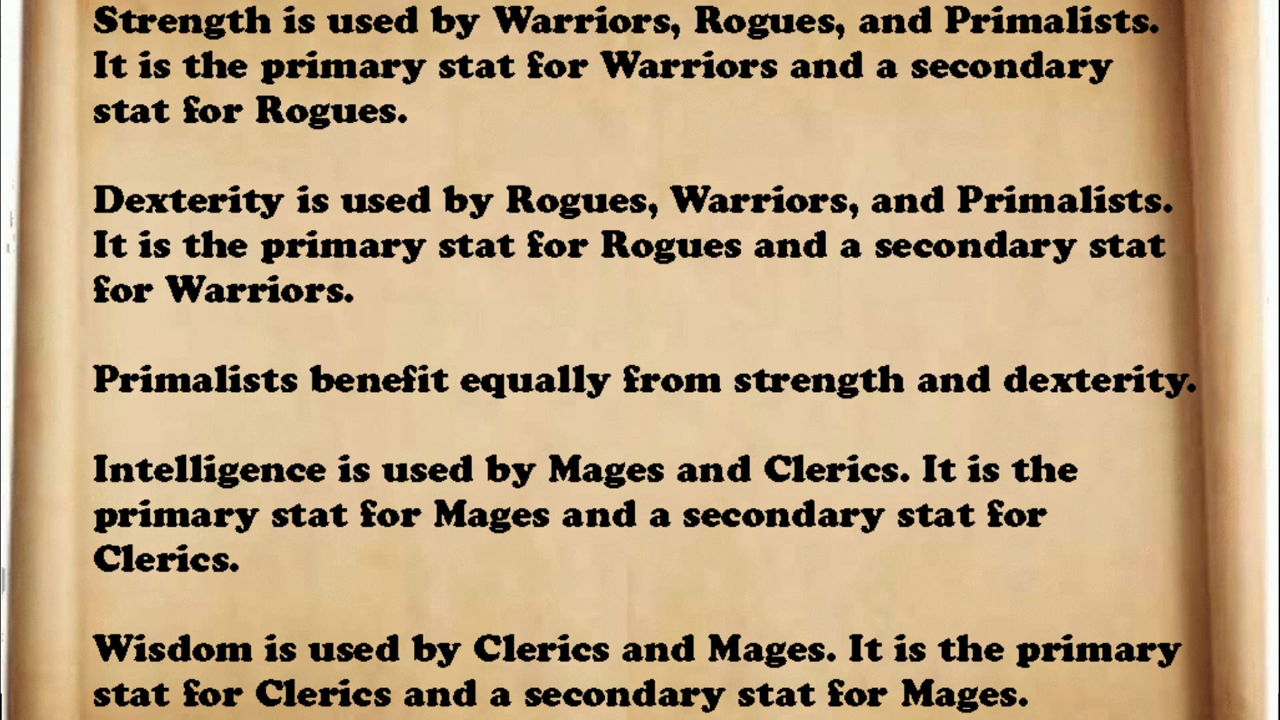 Strength is used by Warriors, Rogues, and Primalists.
It is the primary stat for Warriors and a secondary
stat for Rogues.
Dexterity is used by Rogues, Warriors, and Primalists.
It is the primary stat for Rogues and a secondary stat
for Warriors.
Primalists benefit equally from strength and dexterity.
Intelligence is used by Mages and Clerics. It is the
primary stat for Mages and a secondary stat for
Clerics.
Wisdom is used by Clerics and Mages. It is the primary
stat for Clerics and a secondary stat for Mages.